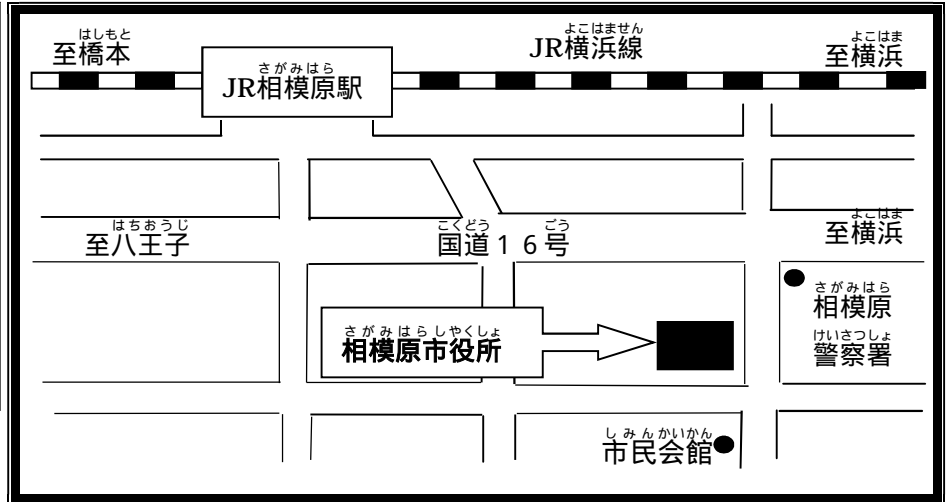 はしもと
至橋本
よこはません
JR横浜線
よこはま
至横浜
さがみはら
JR相模原駅
はちおうじ
至八王子
こくどう ごう
国道１６号
よこはま
至横浜
さがみはら
相模原
けいさつしょ
警察署
さがみはらしやくしょ
相模原市役所
しみんかいかん
市民会館